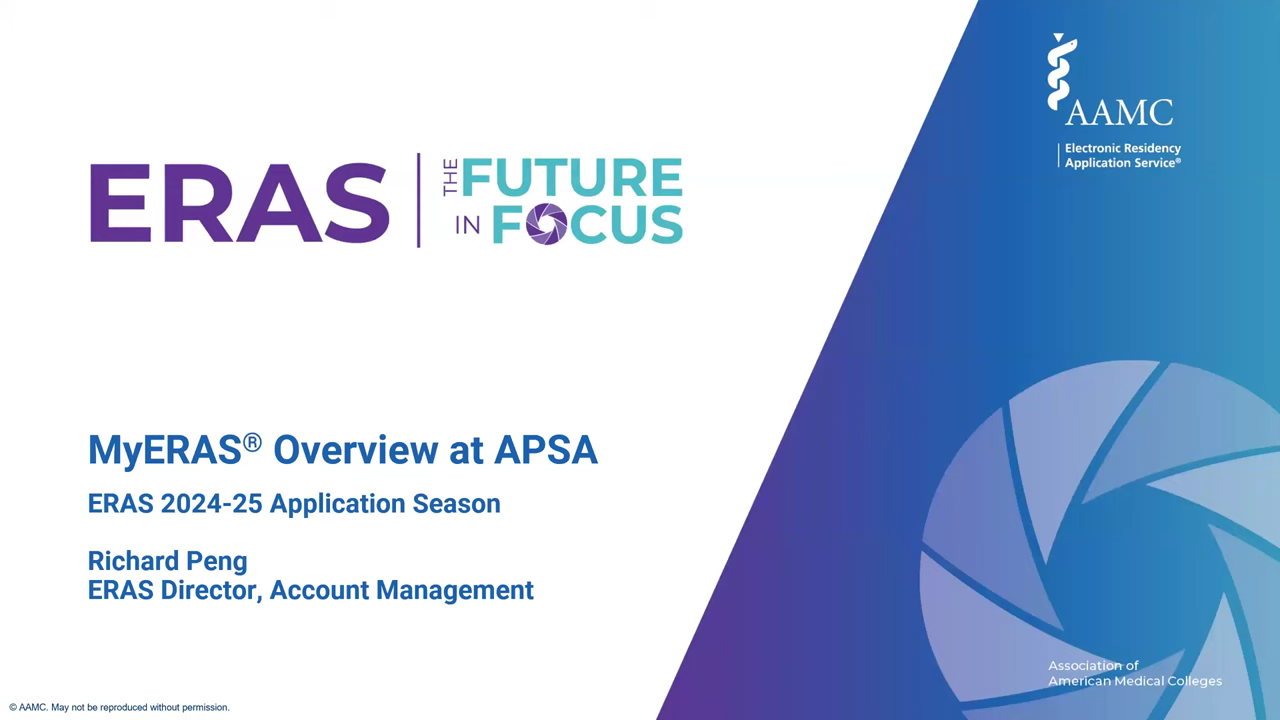 ERAS
THE FUTURE
IN FOCUS
AAMC
Electronic Residency
Application Service®
MyERAS® Overview at APSA
ERAS 2024-25 Application Season
Richard Peng
ERAS Director, Account Management
Association of
American Medical Colleges
© AAMC. May not be reproduced without permission.